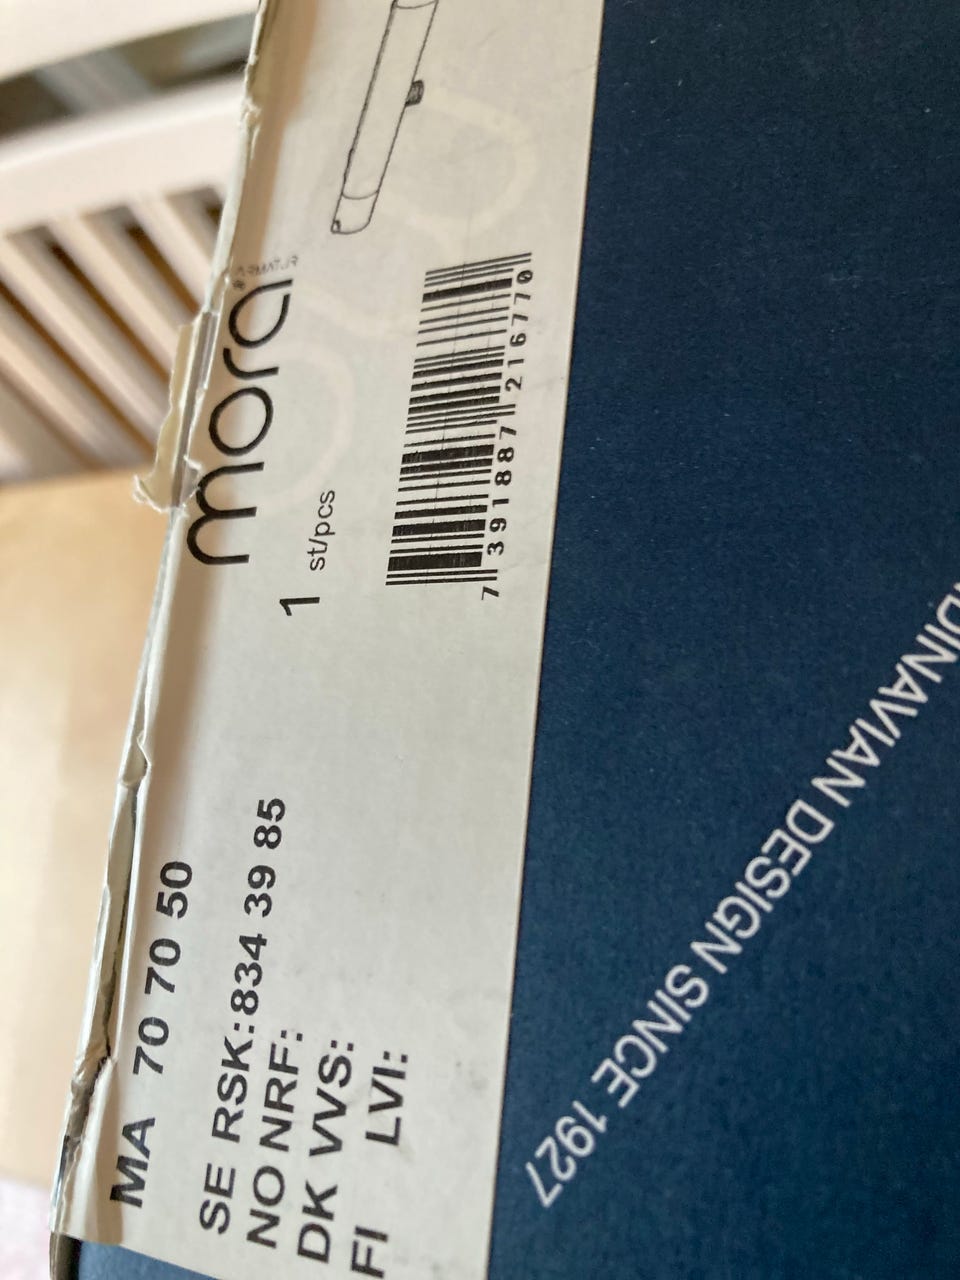 MA 70 70 50
SE RSK:834 39 85
NO NRF:
DK VVS:
FI LVI:
mora
® ARMATUR
1 st/pcs
7 391887 216770
DINAVIAN DESIGN SINCE 1927